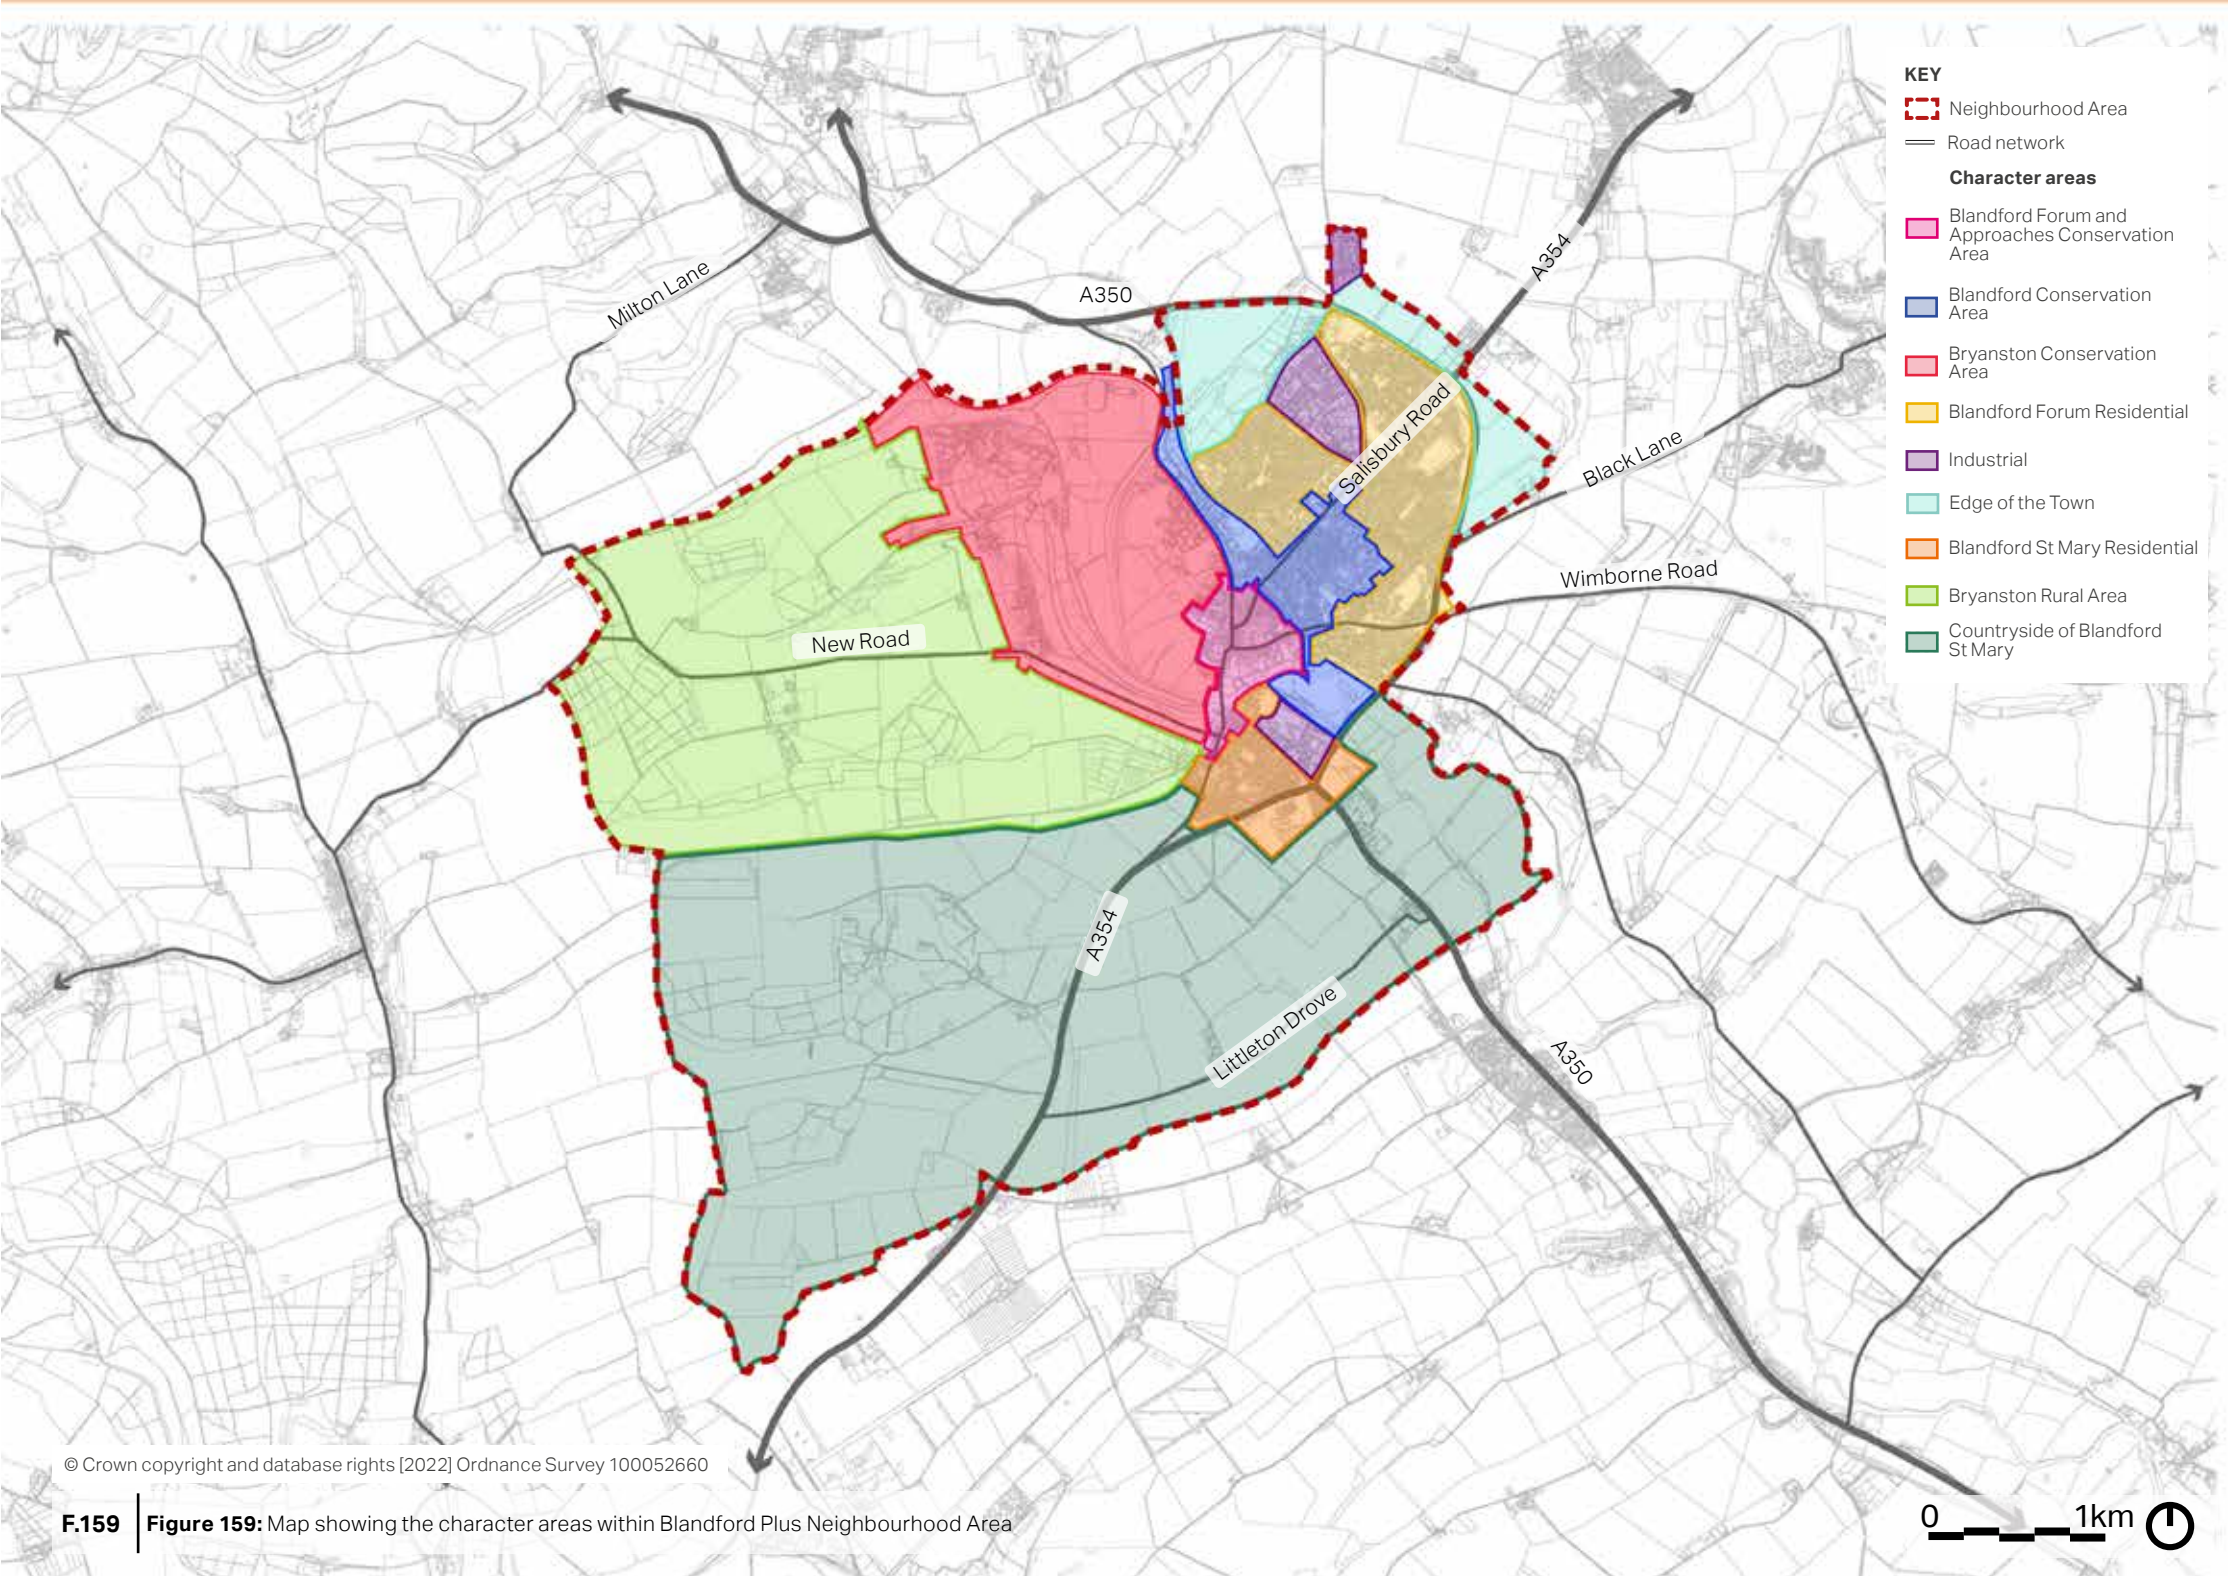 KEY
Neighbourhood Area
Road network
Character areas
Blandford Forum and
Approaches Conservation
Area
Blandford Conservation
Area
Bryanston Conservation
Area
Blandford Forum Residential
Industrial
Edge of the Town
Blandford St Mary Residential
Bryanston Rural Area
Countryside of Blandford
St Mary
A354
Milton Lane
A350
Salisbury Road
Black Lane
Wimborne Road
New Road
A354
Littleton Drove
A350
© Crown copyright and database rights [2022] Ordnance Survey 100052660
F.159 Figure 159: Map showing the character areas within Blandford Plus Neighbourhood Area
0 1km